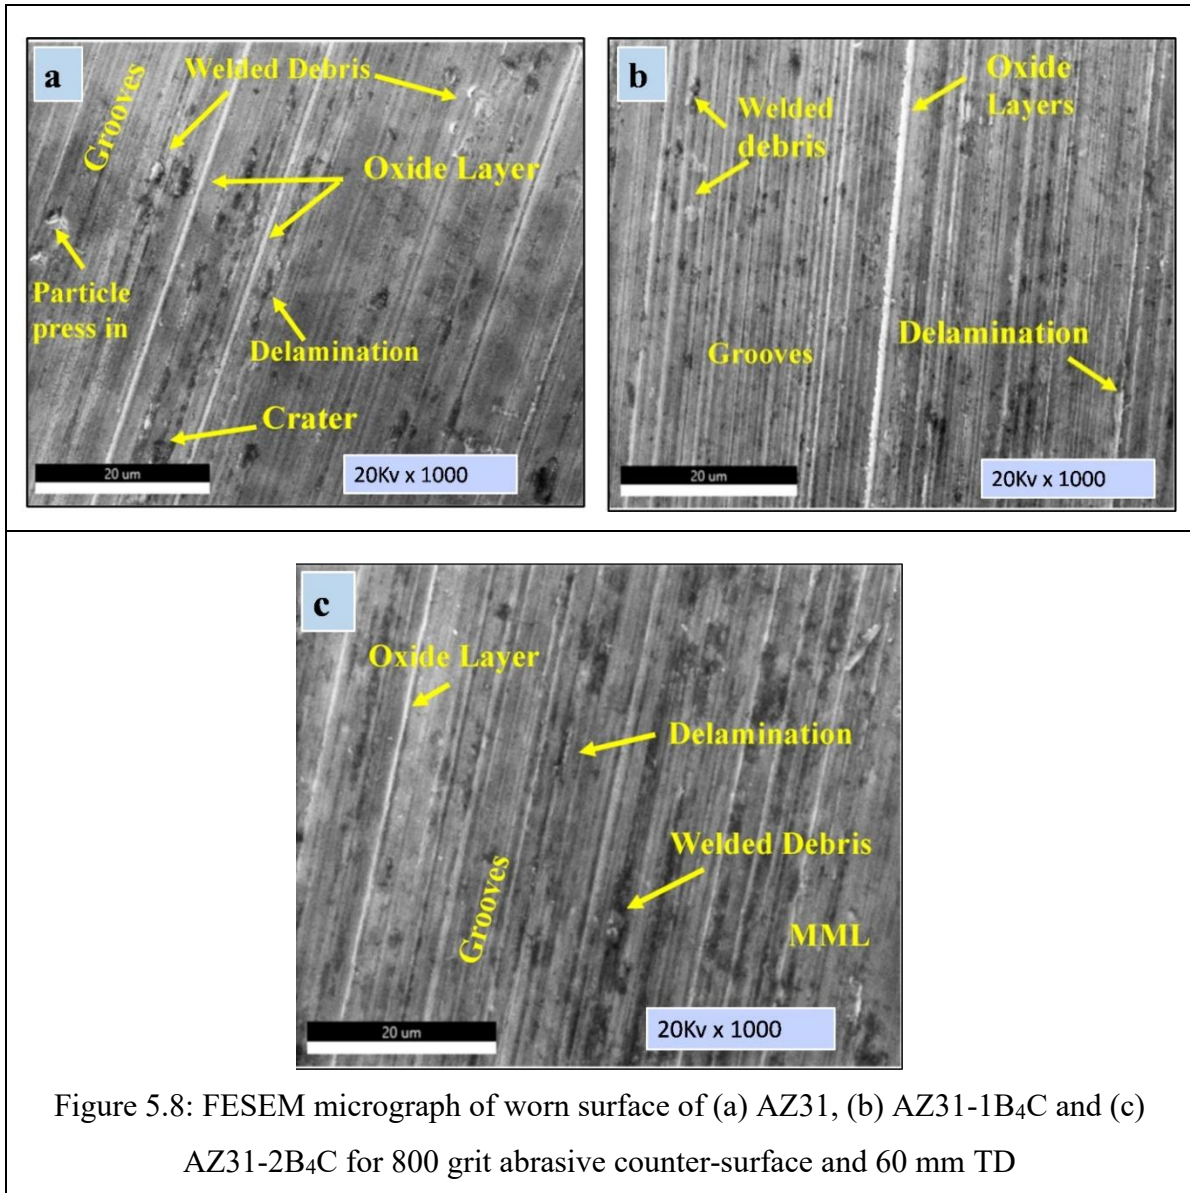 a
Welded Debris
Grooves
Oxide Layer
Particle
press in
Delamination
Crater
20 um
20Kv x 1000
b
Oxide
Layers
Welded
debris
Grooves
Delamination
20 um
20Kv x 1000
c
Oxide Layer
Delamination
Welded Debris
Grooves
MML
20 um
20Kv x 1000
Figure 5.8: FESEM micrograph of worn surface of (a) AZ31, (b) AZ31-1B₄C and (c)
AZ31-2B₄C for 800 grit abrasive counter-surface and 60 mm TD